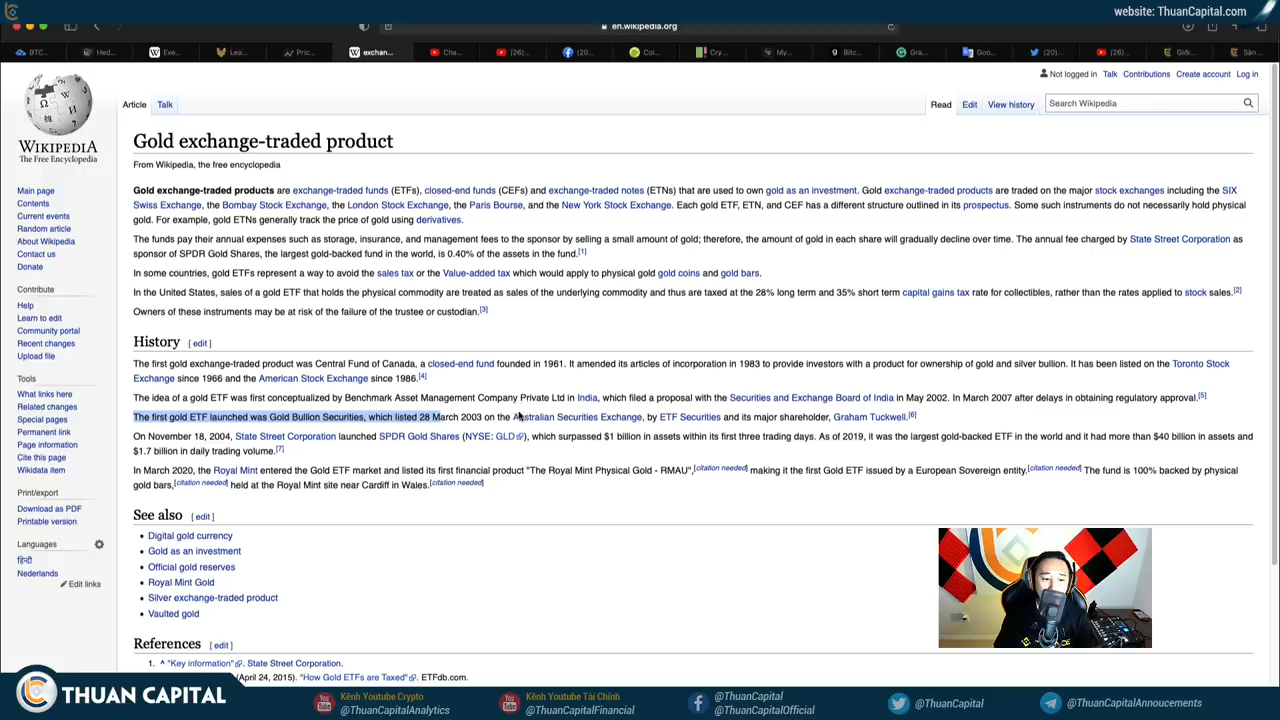 website: ThuanCapital.com
en.wikipedia.org
BTC...
Hed...
Exe...
Lea...
Pric...
exchan...
Cha...
(26)...
(20...
Coi...
Cry...
My...
Bitc...
Gra...
Goo...
(20)...
(26)...
Giới...
Sàn...
Not logged in Talk Contributions Create account Log in
Article Talk
Read Edit View history Search Wikipedia
WIKIPEDIA
The Free Encyclopedia
Main page
Contents
Current events
Random article
About Wikipedia
Contact us
Donate
Contribute
Help
Learn to edit
Community portal
Recent changes
Upload file
Tools
What links here
Related changes
Special pages
Permanent link
Page information
Cite this page
Wikidata item
Print/export
Download as PDF
Printable version
Languages
हिन्दी
Nederlands
Edit links
Gold exchange-traded product
From Wikipedia, the free encyclopedia
Gold exchange-traded products are exchange-traded funds (ETFs), closed-end funds (CEFs) and exchange-traded notes (ETNs) that are used to own gold as an investment. Gold exchange-traded products are traded on the major stock exchanges including the SIX
Swiss Exchange, the Bombay Stock Exchange, the London Stock Exchange, the Paris Bourse, and the New York Stock Exchange. Each gold ETF, ETN, and CEF has a different structure outlined in its prospectus. Some such instruments do not necessarily hold physical
gold. For example, gold ETNs generally track the price of gold using derivatives.
The funds pay their annual expenses such as storage, insurance, and management fees to the sponsor by selling a small amount of gold; therefore, the amount of gold in each share will gradually decline over time. The annual fee charged by State Street Corporation as
sponsor of SPDR Gold Shares, the largest gold-backed fund in the world, is 0.40% of the assets in the fund.[1]
In some countries, gold ETFs represent a way to avoid the sales tax or the Value-added tax which would apply to physical gold gold coins and gold bars.
In the United States, sales of a gold ETF that holds the physical commodity are treated as sales of the underlying commodity and thus are taxed at the 28% long term and 35% short term capital gains tax rate for collectibles, rather than the rates applied to stock sales.[2]
Owners of these instruments may be at risk of the failure of the trustee or custodian.[3]
History [ edit ]
The first gold exchange-traded product was Central Fund of Canada, a closed-end fund founded in 1961. It amended its articles of incorporation in 1983 to provide investors with a product for ownership of gold and silver bullion. It has been listed on the Toronto Stock
Exchange since 1966 and the American Stock Exchange since 1986.[4]
The idea of a gold ETF was first conceptualized by Benchmark Asset Management Company Private Ltd in India, which filed a proposal with the Securities and Exchange Board of India in May 2002. In March 2007 after delays in obtaining regulatory approval.[5]
The first gold ETF launched was Gold Bullion Securities, which listed 28 March 2003 on the Australian Securities Exchange, by ETF Securities and its major shareholder, Graham Tuckwell.[6]
On November 18, 2004, State Street Corporation launched SPDR Gold Shares (NYSE: GLD), which surpassed $1 billion in assets within its first three trading days. As of 2019, it was the largest gold-backed ETF in the world and it had more than $40 billion in assets and
$1.7 billion in daily trading volume.[7]
In March 2020, the Royal Mint entered the Gold ETF market and listed its first financial product "The Royal Mint Physical Gold - RMAU",[citation needed] making it the first Gold ETF issued by a European Sovereign entity.[citation needed] The fund is 100% backed by physical
gold bars,[citation needed] held at the Royal Mint site near Cardiff in Wales.[citation needed]
See also [ edit ]
Digital gold currency
Gold as an investment
Official gold reserves
Royal Mint Gold
Silver exchange-traded product
Vaulted gold
References [ edit ]
1. ^ "Key information". State Street Corporation.
(April 24, 2015). "How Gold ETFs are Taxed". ETFdb.com.
THUAN CAPITAL
Kênh Youtube Crypto
@ThuanCapitalAnalytics
Kênh Youtube Tài Chính
@ThuanCapitalFinancial
@ThuanCapital
@ThuanCapitalOfficial
@ThuanCapital
@ThuanCapitalAnnoucements